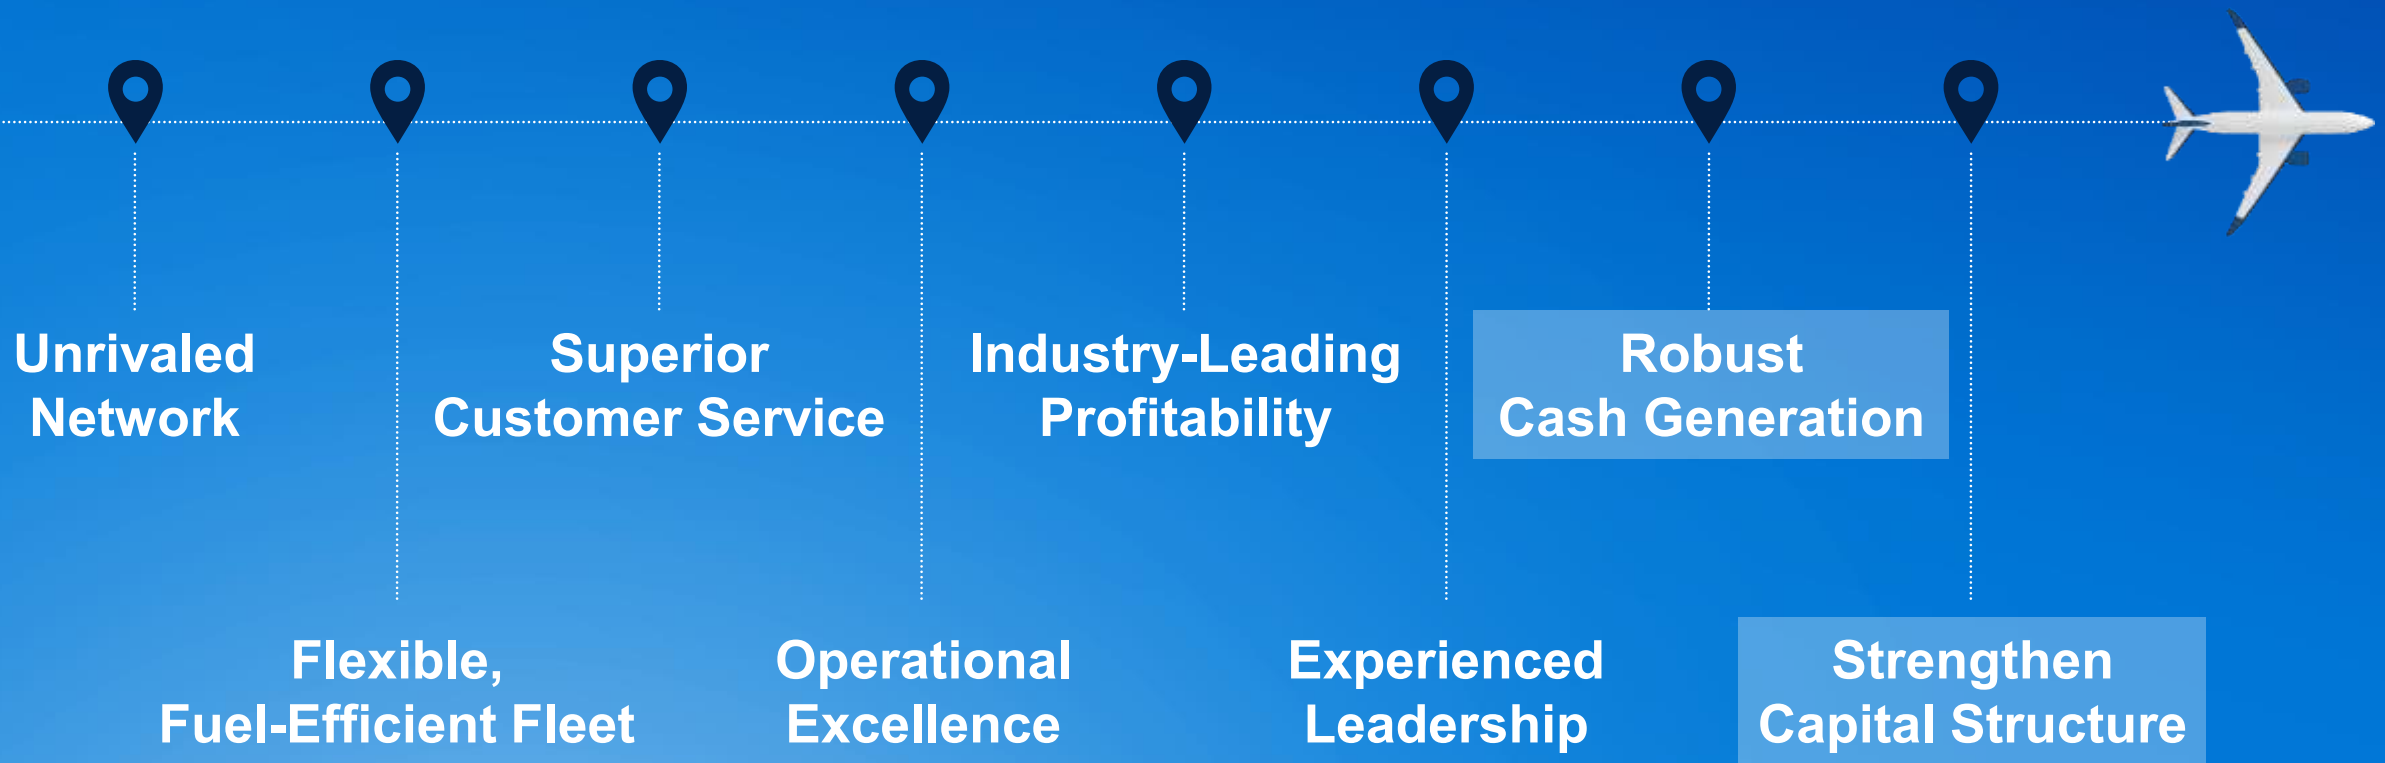 Unrivaled
Network
Flexible,
Fuel-Efficient Fleet
Superior
Customer Service
Operational
Excellence
Industry-Leading
Profitability
Experienced
Leadership
Robust
Cash Generation
Strengthen
Capital Structure